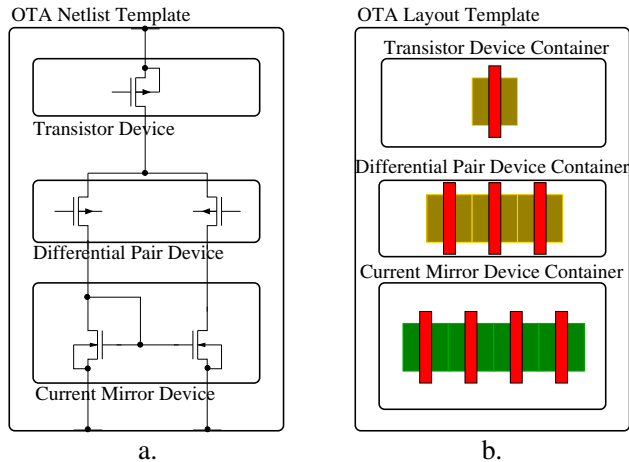 OTA Netlist Template
Transistor Device
Differential Pair Device
Current Mirror Device
a.
OTA Layout Template
Transistor Device Container
Differential Pair Device Container
Current Mirror Device Container
b.